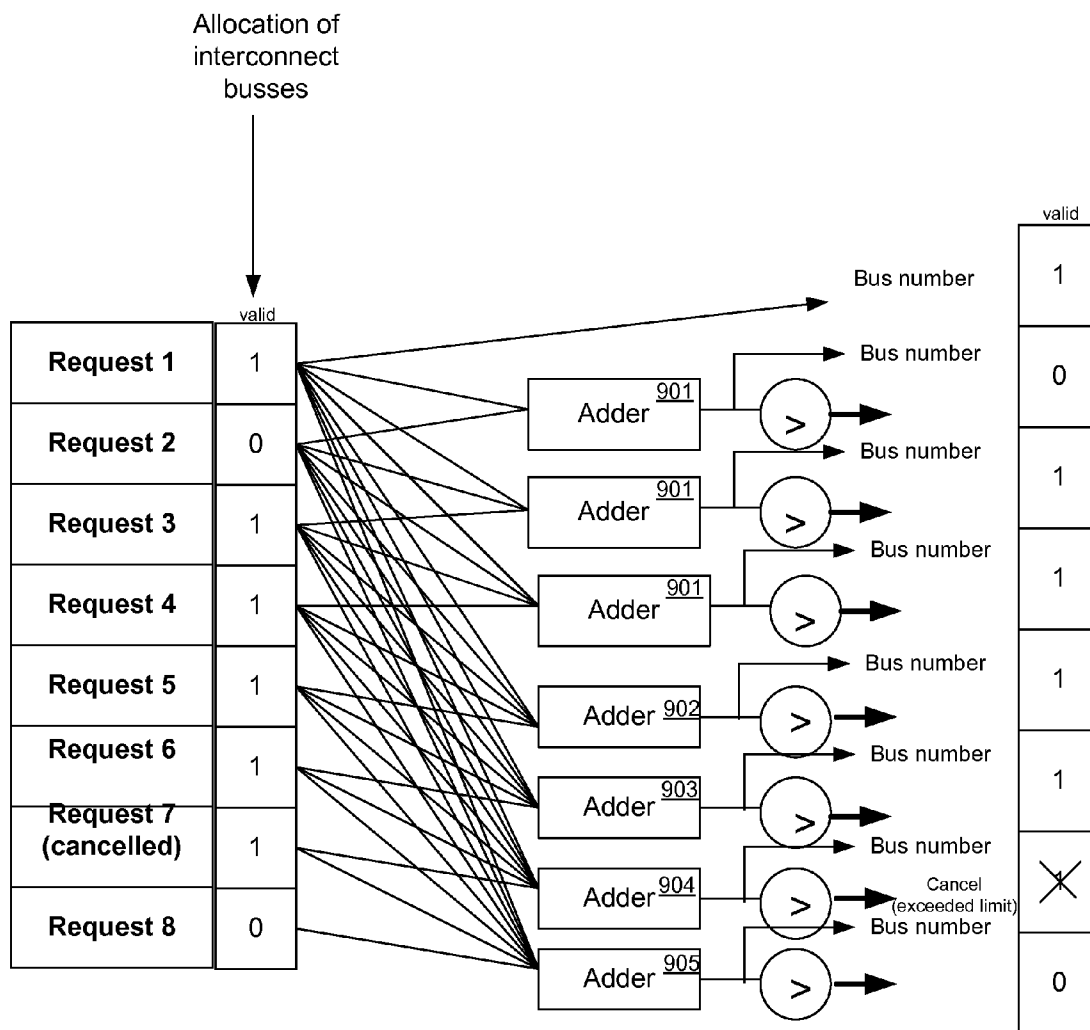 Allocation of
interconnect
busses
valid
Request 1 1
Request 2 0
Request 3 1
Request 4 1
Request 5 1
Request 6 1
Request 7
(cancelled) 1
Request 8 0
Bus number
Adder 901 > Bus number
Adder 901 > Bus number
Adder 901 > Bus number
Adder 902 > Bus number
Adder 903 > Bus number
Adder 904 > Bus number
Cancel
(exceeded limit)
Adder 905 > Bus number
valid
1
0
1
1
1
1
1
0